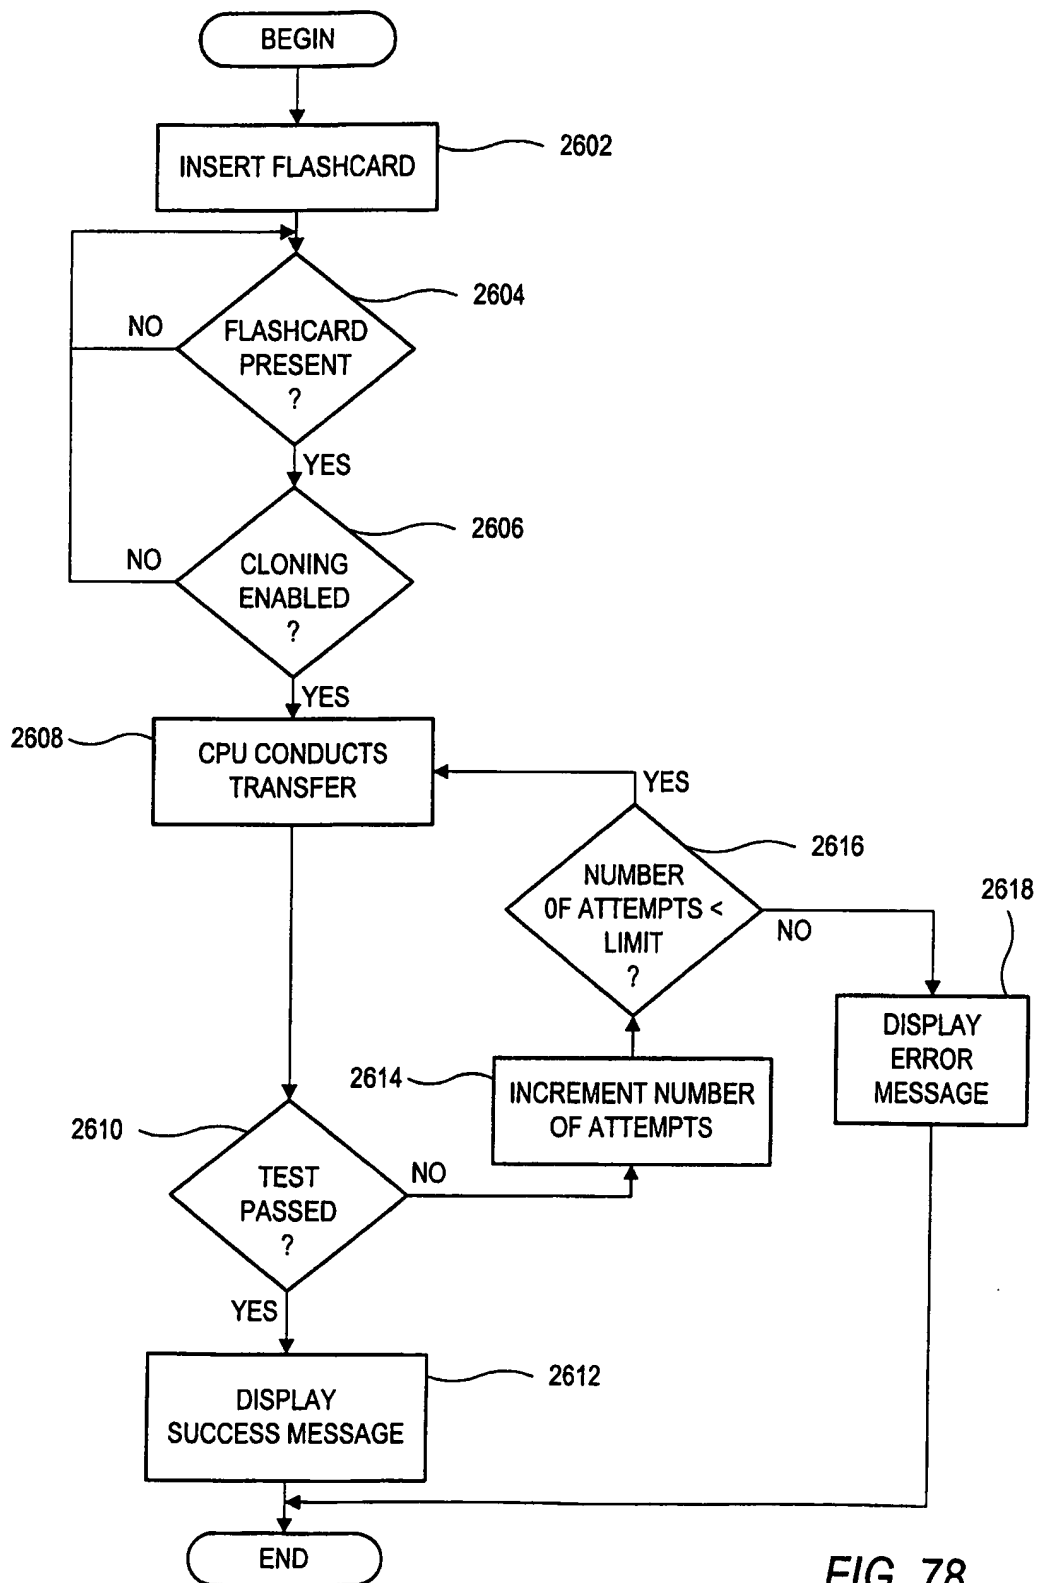 BEGIN
INSERT FLASHCARD
2602
2604
NO
FLASHCARD
PRESENT
?
YES
2606
NO
CLONING
ENABLED
?
YES
2608
CPU CONDUCTS
TRANSFER
YES
2616
NUMBER
OF ATTEMPTS <
LIMIT
?
NO
2618
DISPLAY
ERROR
MESSAGE
2614
INCREMENT NUMBER
OF ATTEMPTS
2610
TEST
PASSED
?
NO
YES
2612
DISPLAY
SUCCESS MESSAGE
END
FIG. 78